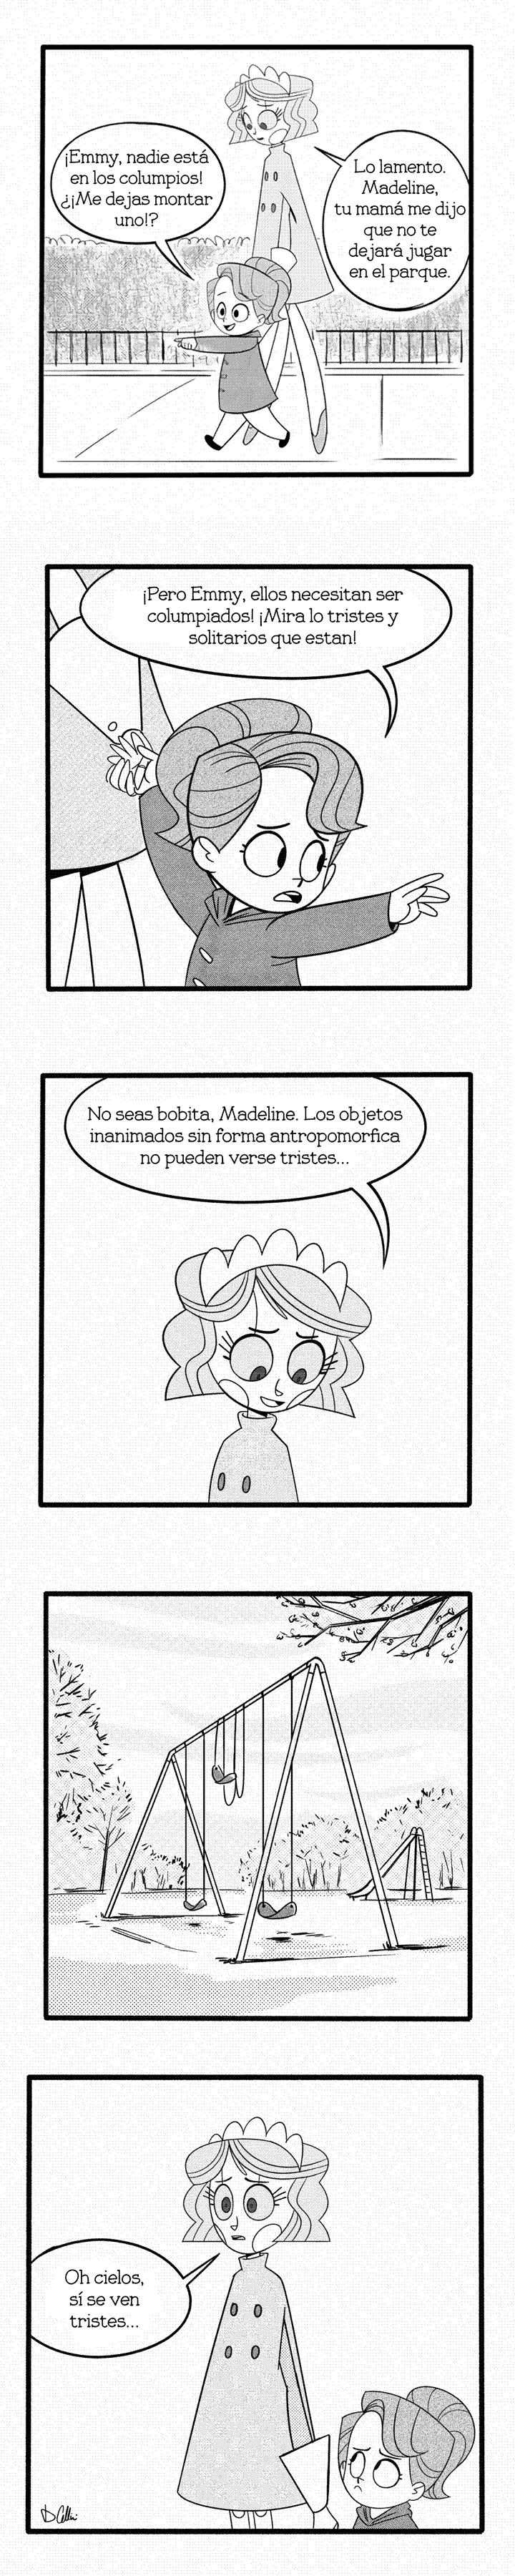 ¡Emmy, nadie está
en los columpios!
¿¡Me dejas montar
uno!?
Lo lamento.
Madeline,
tu mamá me dijo
que no te
dejará jugar
en el parque.
¡Pero Emmy, ellos necesitan ser
columpiados! ¡Mira lo tristes y
solitarios que estan!
No seas bobita, Madeline. Los objetos
inanimados sin forma antropomorfica
no pueden verse tristes...
Oh cielos,
sí se ven
tristes...